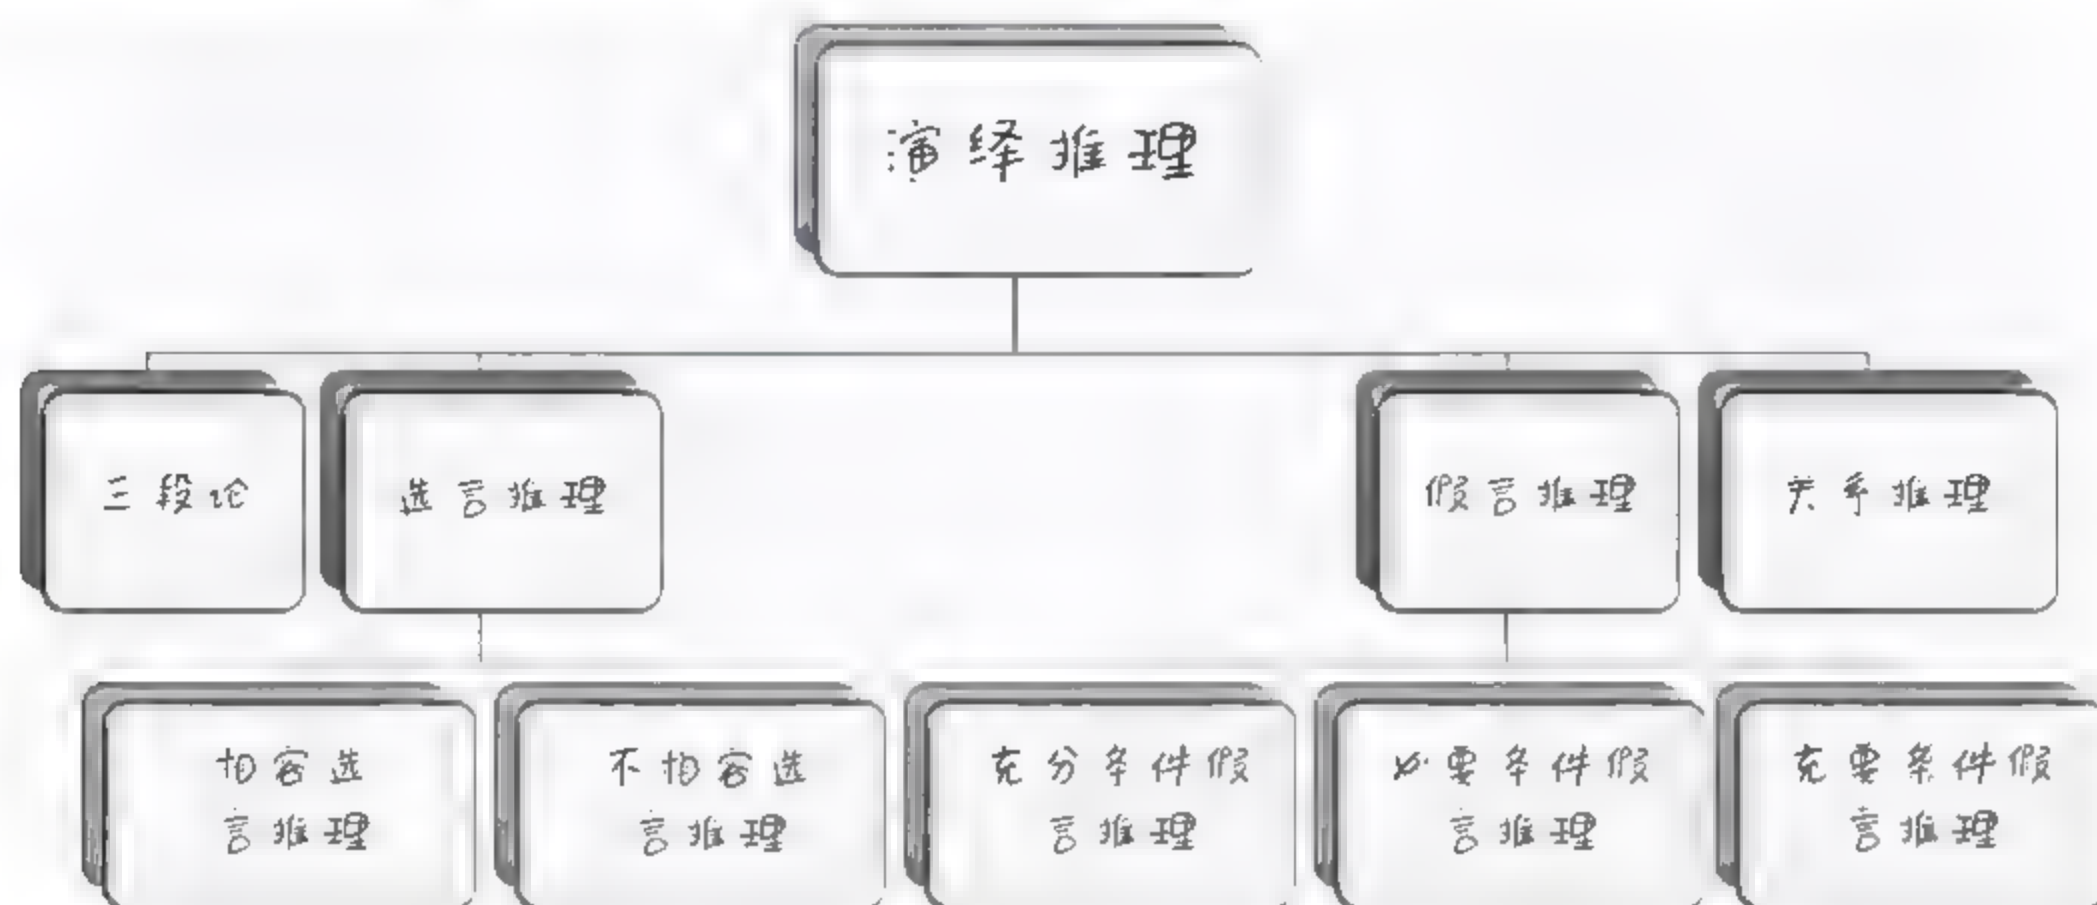 演绎推理
三段论
选言推理
假言推理
关系推理
相容选
言推理
不相容选
言推理
充分条件假
言推理
必要条件假
言推理
充要条件假
言推理